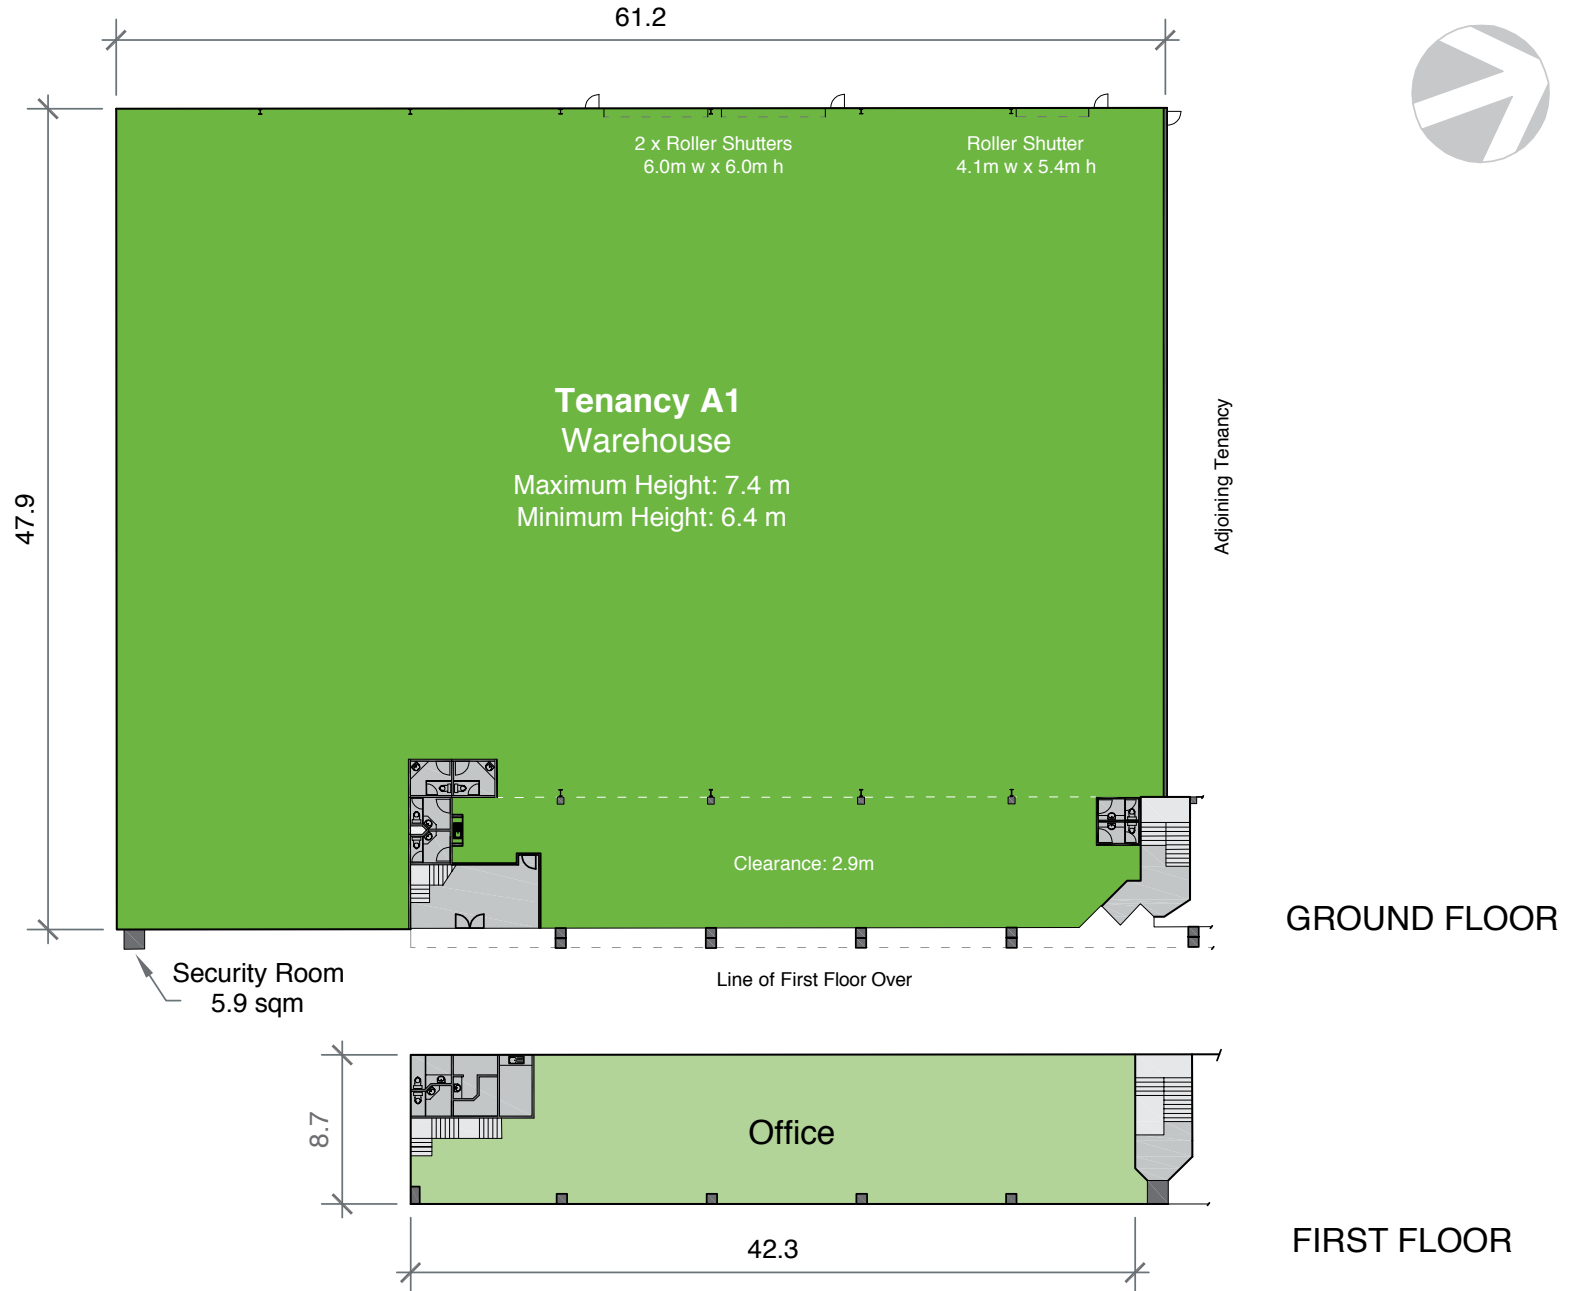 61.2
2 x Roller Shutters
6.0m w x 6.0m h
Roller Shutter
4.1m w x 5.4m h
Tenancy A1
Warehouse
Maximum Height: 7.4 m
Minimum Height: 6.4 m
47.9
Adjoining Tenancy
Clearance: 2.9m
GROUND FLOOR
Security Room
5.9 sqm
Line of First Floor Over
8.7
Office
42.3
FIRST FLOOR